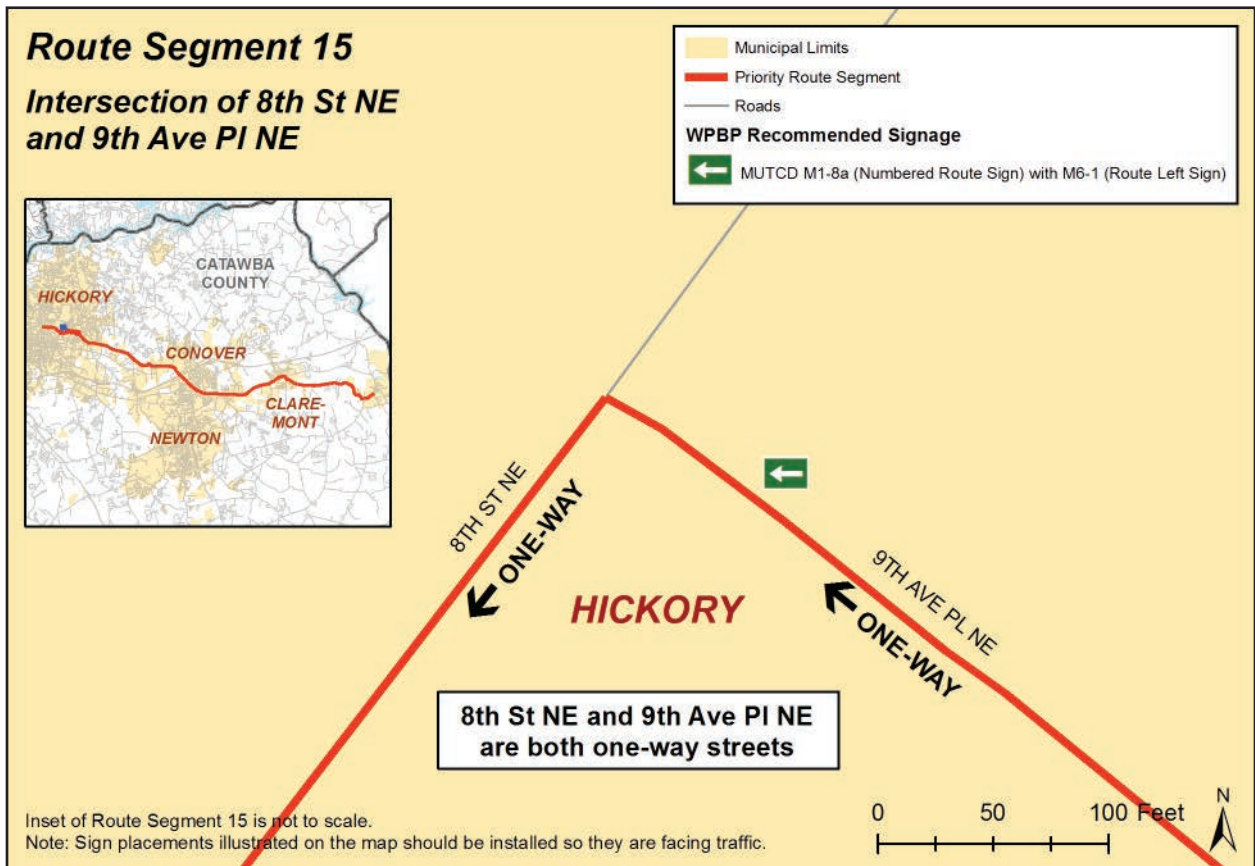 Route Segment 15
Intersection of 8th St NE
and 9th Ave Pl NE
Municipal Limits
Priority Route Segment
Roads
WPBP Recommended Signage
MUTCD M1-8a (Numbered Route Sign) with M6-1 (Route Left Sign)
CATAWBA
COUNTY
HICKORY
CONOVER
CLARE-
MONT
NEWTON
8TH ST NE
ONE-WAY
9TH AVE PL NE
ONE-WAY
HICKORY
8th St NE and 9th Ave Pl NE
are both one-way streets
Inset of Route Segment 15 is not to scale.
Note: Sign placements illustrated on the map should be installed so they are facing traffic.
0 50 100 Feet
N